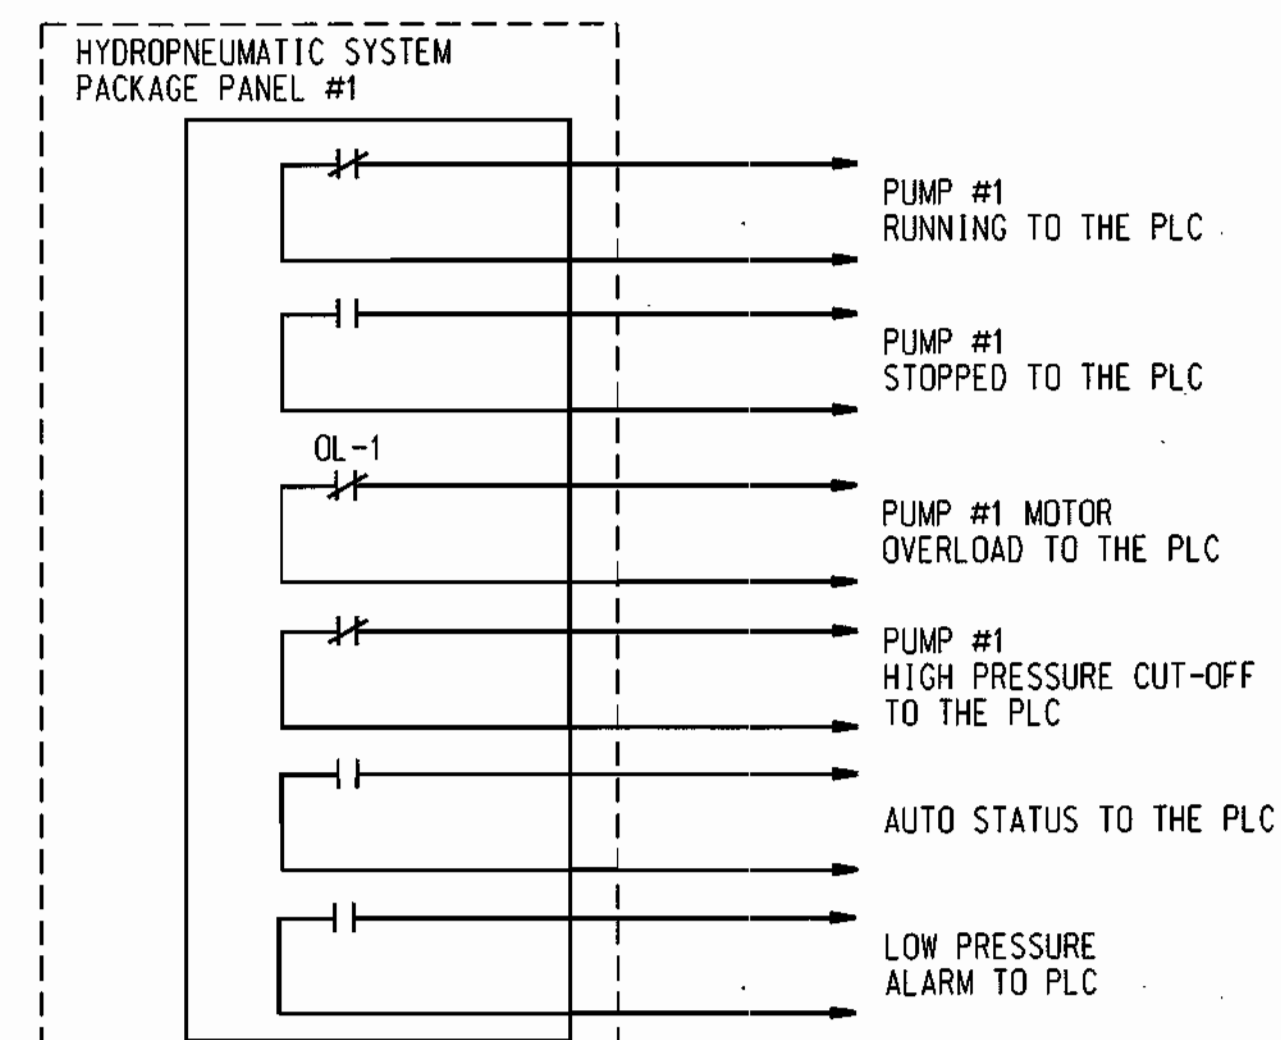 HYDROPNEUMATIC SYSTEM
PACKAGE PANEL #1
PUMP #1
RUNNING TO THE PLC
PUMP #1
STOPPED TO THE PLC
OL-1
PUMP #1 MOTOR
OVERLOAD TO THE PLC
PUMP #1
HIGH PRESSURE CUT-OFF
TO THE PLC
AUTO STATUS TO THE PLC
LOW PRESSURE
ALARM TO PLC